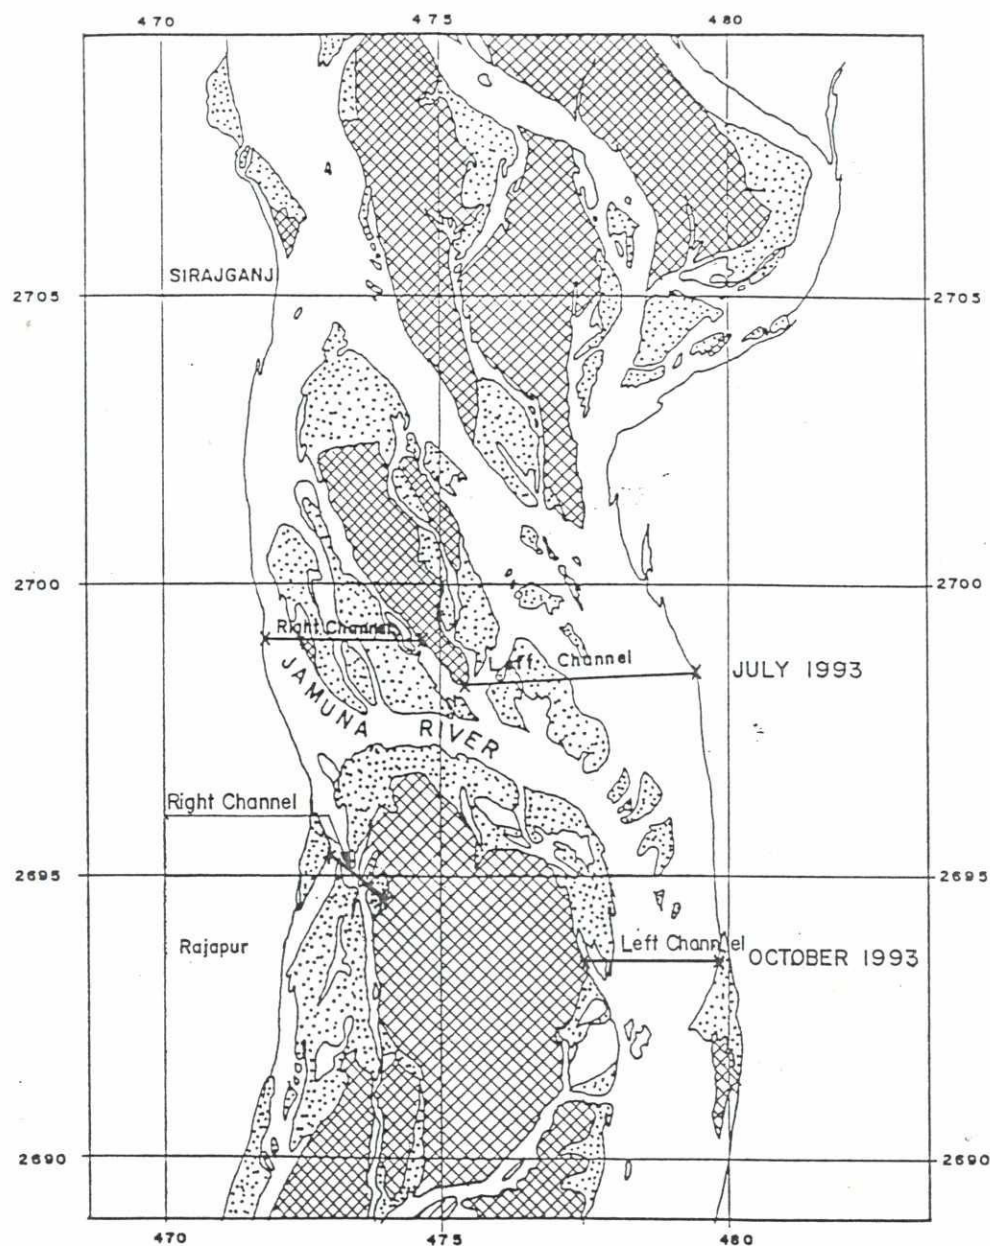 470 475 480
SIRAJGANJ
2705 2705
2700 2700
Right Channel
Left Channel
JULY 1993
JAMUNA RIVER
Right Channel
2695 2695
Rajapur
Left Channel
OCTOBER 1993
2690 2690
470 475 480